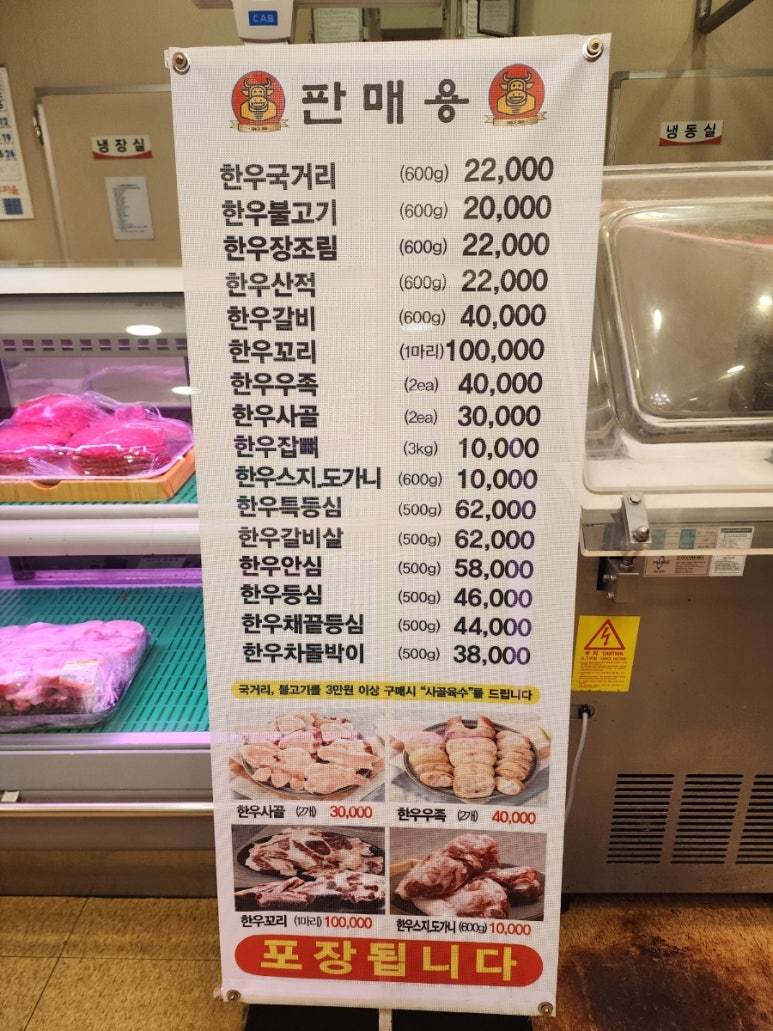 CAS
판매용
냉장실
냉동실
한우국거리 (600g) 22,000
한우불고기 (600g) 20,000
한우장조림 (600g) 22,000
한우산적 (600g) 22,000
한우갈비 (600g) 40,000
한우꼬리 (1마리) 100,000
한우우족 (2ea) 40,000
한우사골 (2ea) 30,000
한우잡뼈 (3kg) 10,000
한우스지.도가니 (600g) 10,000
한우특등심 (500g) 62,000
한우갈비살 (500g) 62,000
한우안심 (500g) 58,000
한우등심 (500g) 46,000
한우채끝등심 (500g) 44,000
한우차돌박이 (500g) 38,000
국거리, 불고기를 3만원 이상 구매시 "사골육수"를 드립니다
한우사골 (2개) 30,000
한우우족 (2개) 40,000
한우꼬리 (1마리) 100,000
한우스지.도가니 (600g) 10,000
포장됩니다
주의 CAUTION